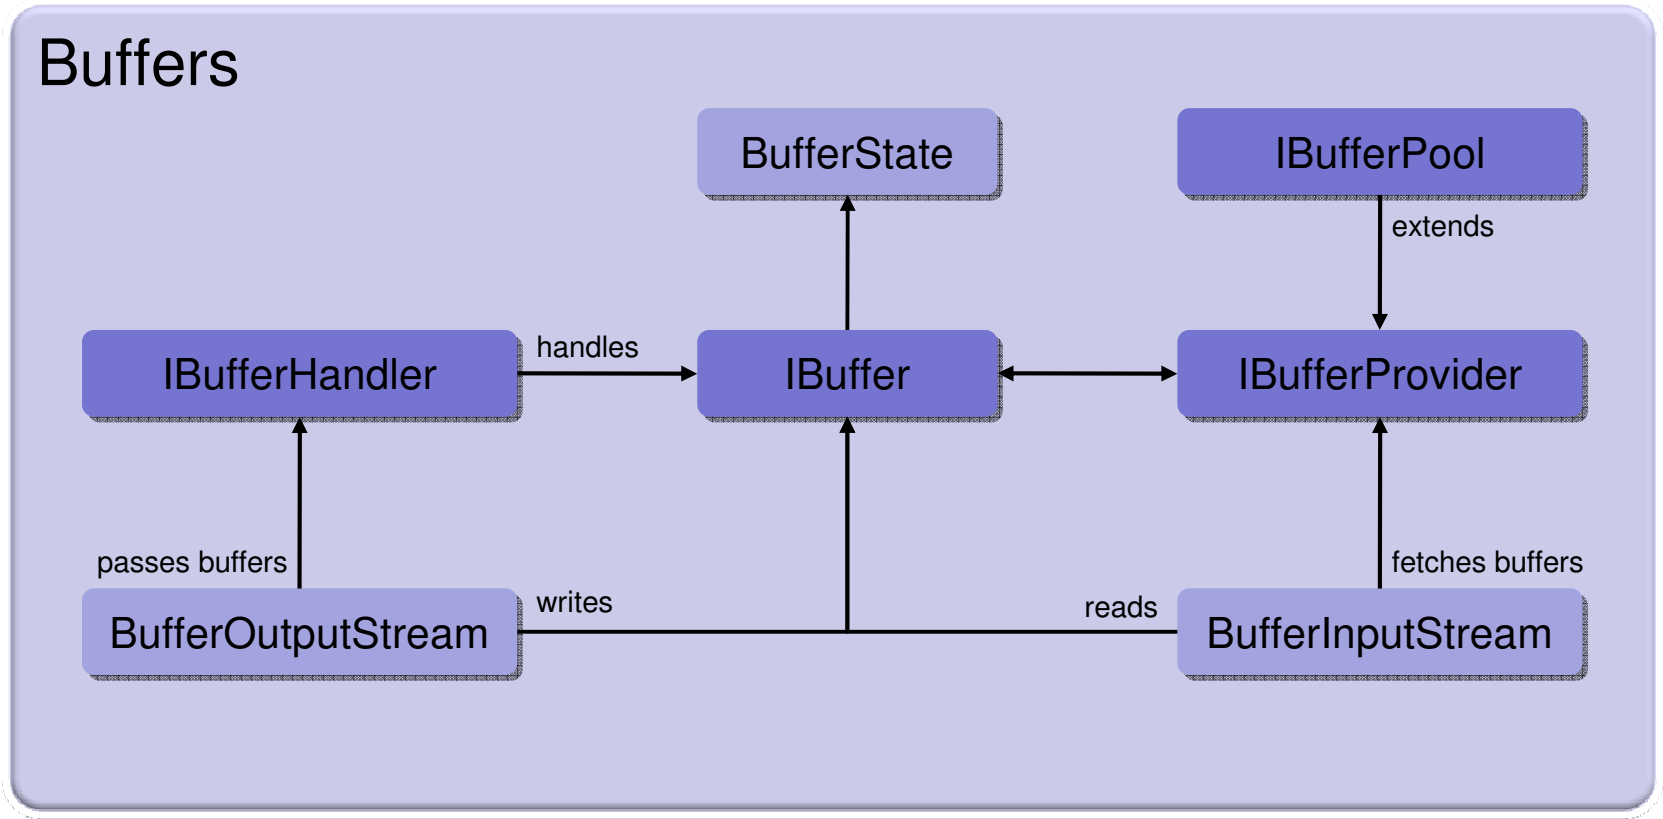 Buffers
BufferState
IBufferPool
extends
IBufferHandler
handles
IBuffer
IBufferProvider
passes buffers
fetches buffers
BufferOutputStream
writes
reads
BufferInputStream